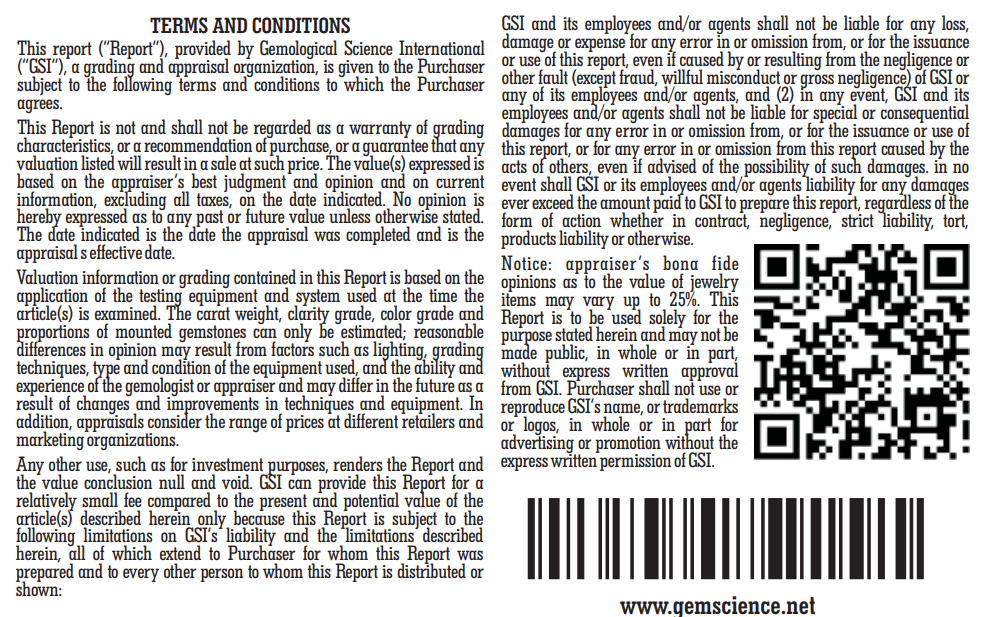 TERMS AND CONDITIONS
This report ("Report"), provided by Gemological Science International
("GSI"), a grading and appraisal organization, is given to the Purchaser
subject to the following terms and conditions to which the Purchaser
agrees.
This Report is not and shall not be regarded as a warranty of grading
characteristics, or a recommendation of purchase, or a guarantee that any
valuation listed will result in a sale at such price. The value(s) expressed is
based on the appraiser's best judgment and opinion and on current
information, excluding all taxes, on the date indicated. No opinion is
hereby expressed as to any past or future value unless otherwise stated.
The date indicated is the date the appraisal was completed and is the
appraisal s effective date.
Valuation information or grading contained in this Report is based on the
application of the testing equipment and system used at the time the
article(s) is examined. The carat weight, clarity grade, color grade and
proportions of mounted gemstones can only be estimated; reasonable
differences in opinion may result from factors such as lighting, grading
techniques, type and condition of the equipment used, and the ability and
experience of the gemologist or appraiser and may differ in the future as a
result of changes and improvements in techniques and equipment. In
addition, appraisals consider the range of prices at different retailers and
marketing organizations.
Any other use, such as for investment purposes, renders the Report and
the value conclusion null and void. GSI can provide this Report for a
relatively small fee compared to the present and potential value of the
article(s) described herein only because this Report is subject to the
following limitations on GSI's liability and the limitations described
herein, all of which extend to Purchaser for whom this Report was
prepared and to every other person to whom this Report is distributed or
shown:
GSI and its employees and/or agents shall not be liable for any loss,
damage or expense for any error in or omission from, or for the issuance
or use of this report, even if caused by or resulting from the negligence or
other fault (except fraud, willful misconduct or gross negligence) of GSI or
any of its employees and/or agents, and (2) in any event, GSI and its
employees and/or agents shall not be liable for special or consequential
damages for any error in or omission from, or for the issuance or use of
this report, or for any error in or omission from this report caused by the
acts of others, even if advised of the possibility of such damages. in no
event shall GSI or its employees and/or agents liability for any damages
ever exceed the amount paid to GSI to prepare this report, regardless of the
form of action whether in contract, negligence, strict liability, tort,
products liability or otherwise.
Notice: appraiser's bona fide
opinions as to the value of jewelry
items may vary up to 25%. This
Report is to be used solely for the
purpose stated herein and may not be
made public, in whole or in part,
without express written approval
from GSI. Purchaser shall not use or
reproduce GSI's name, or trademarks
or logos, in whole or in part for
advertising or promotion without the
express written permission of GSI.
www.gemscience.net